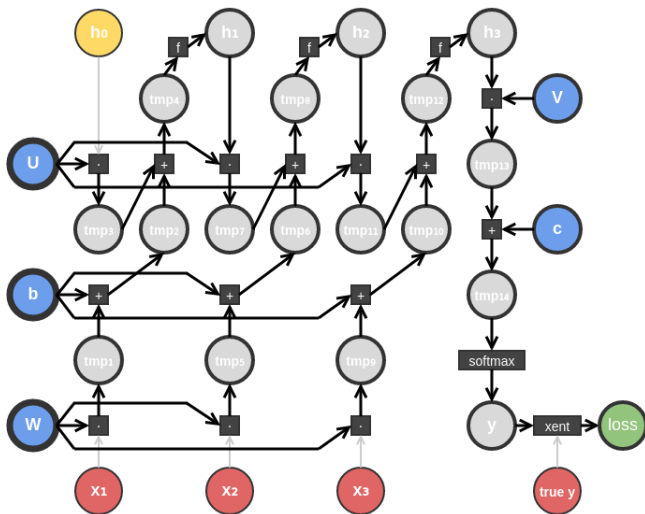 h₀ h₁ h₂ h₃
f f f
tmp₄ tmp₈ tmp₁₂ · V
U · + · + · + tmp₁₃
tmp₃ tmp₂ tmp₇ tmp₆ tmp₁₁ tmp₁₀ + c
b + + + tmp₁₄
tmp₁ tmp₅ tmp₉ softmax
W · · · y xent loss
x₁ x₂ x₃ true y